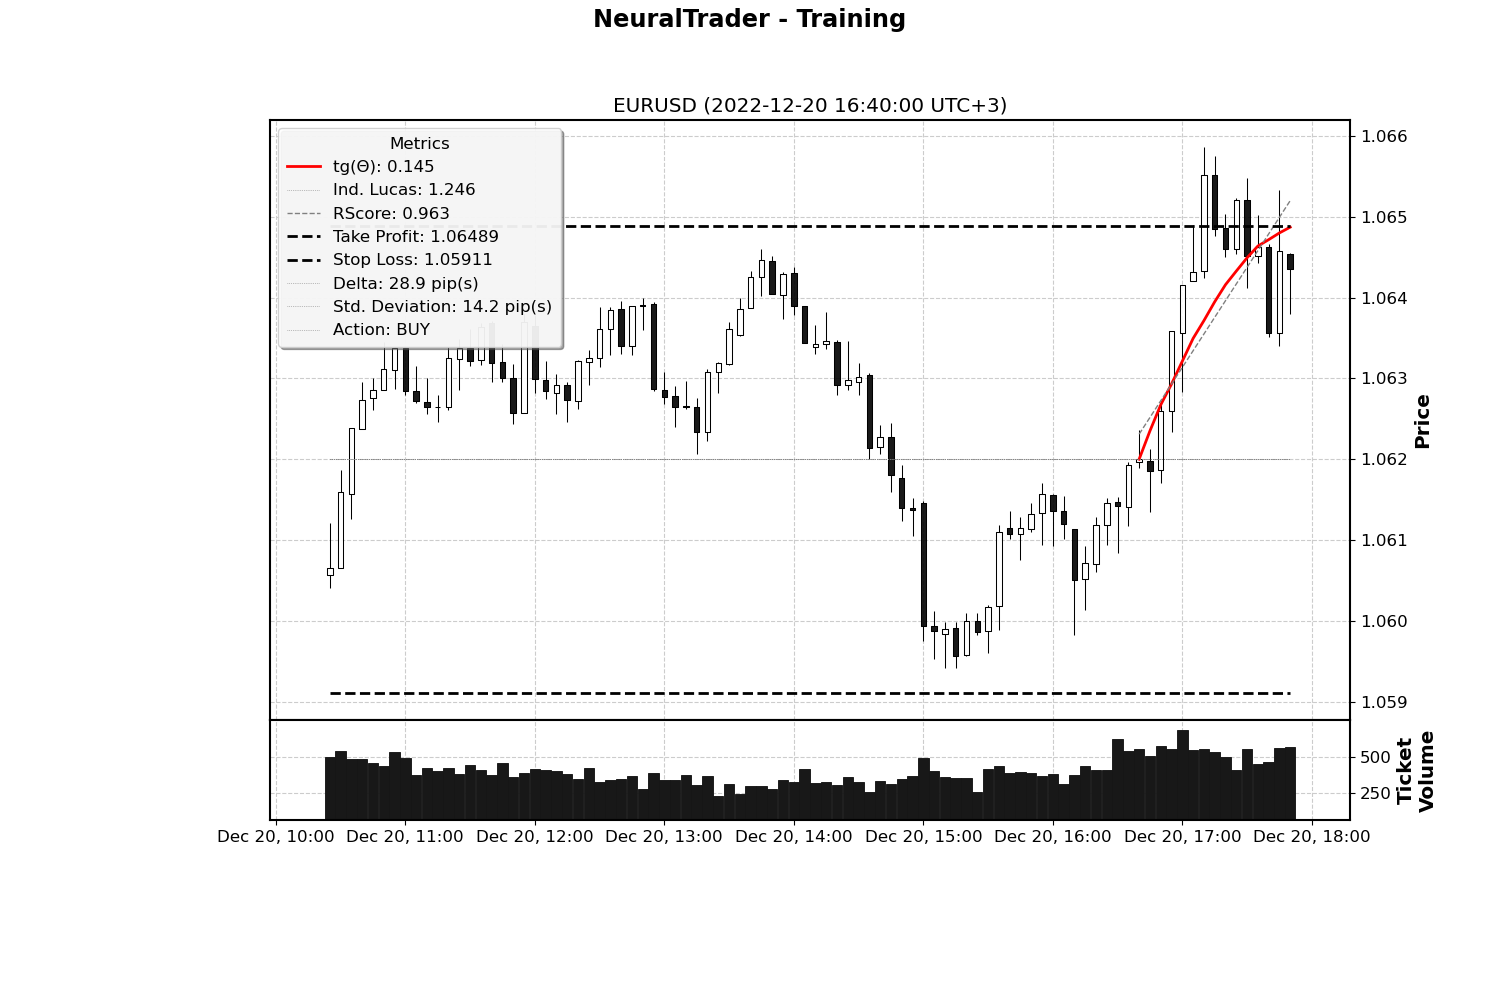 NeuralTrader - Training
EURUSD (2022-12-20 16:40:00 UTC+3)
Metrics
tg(Θ): 0.145
Ind. Lucas: 1.246
RScore: 0.963
Take Profit: 1.06489
Stop Loss: 1.05911
Delta: 28.9 pip(s)
Std. Deviation: 14.2 pip(s)
Action: BUY
1.066
1.065
1.064
1.063
1.062
1.061
1.060
1.059
Price
500
250
Ticket
Volume
Dec 20, 10:00 Dec 20, 11:00 Dec 20, 12:00 Dec 20, 13:00 Dec 20, 14:00 Dec 20, 15:00 Dec 20, 16:00 Dec 20, 17:00 Dec 20, 18:00